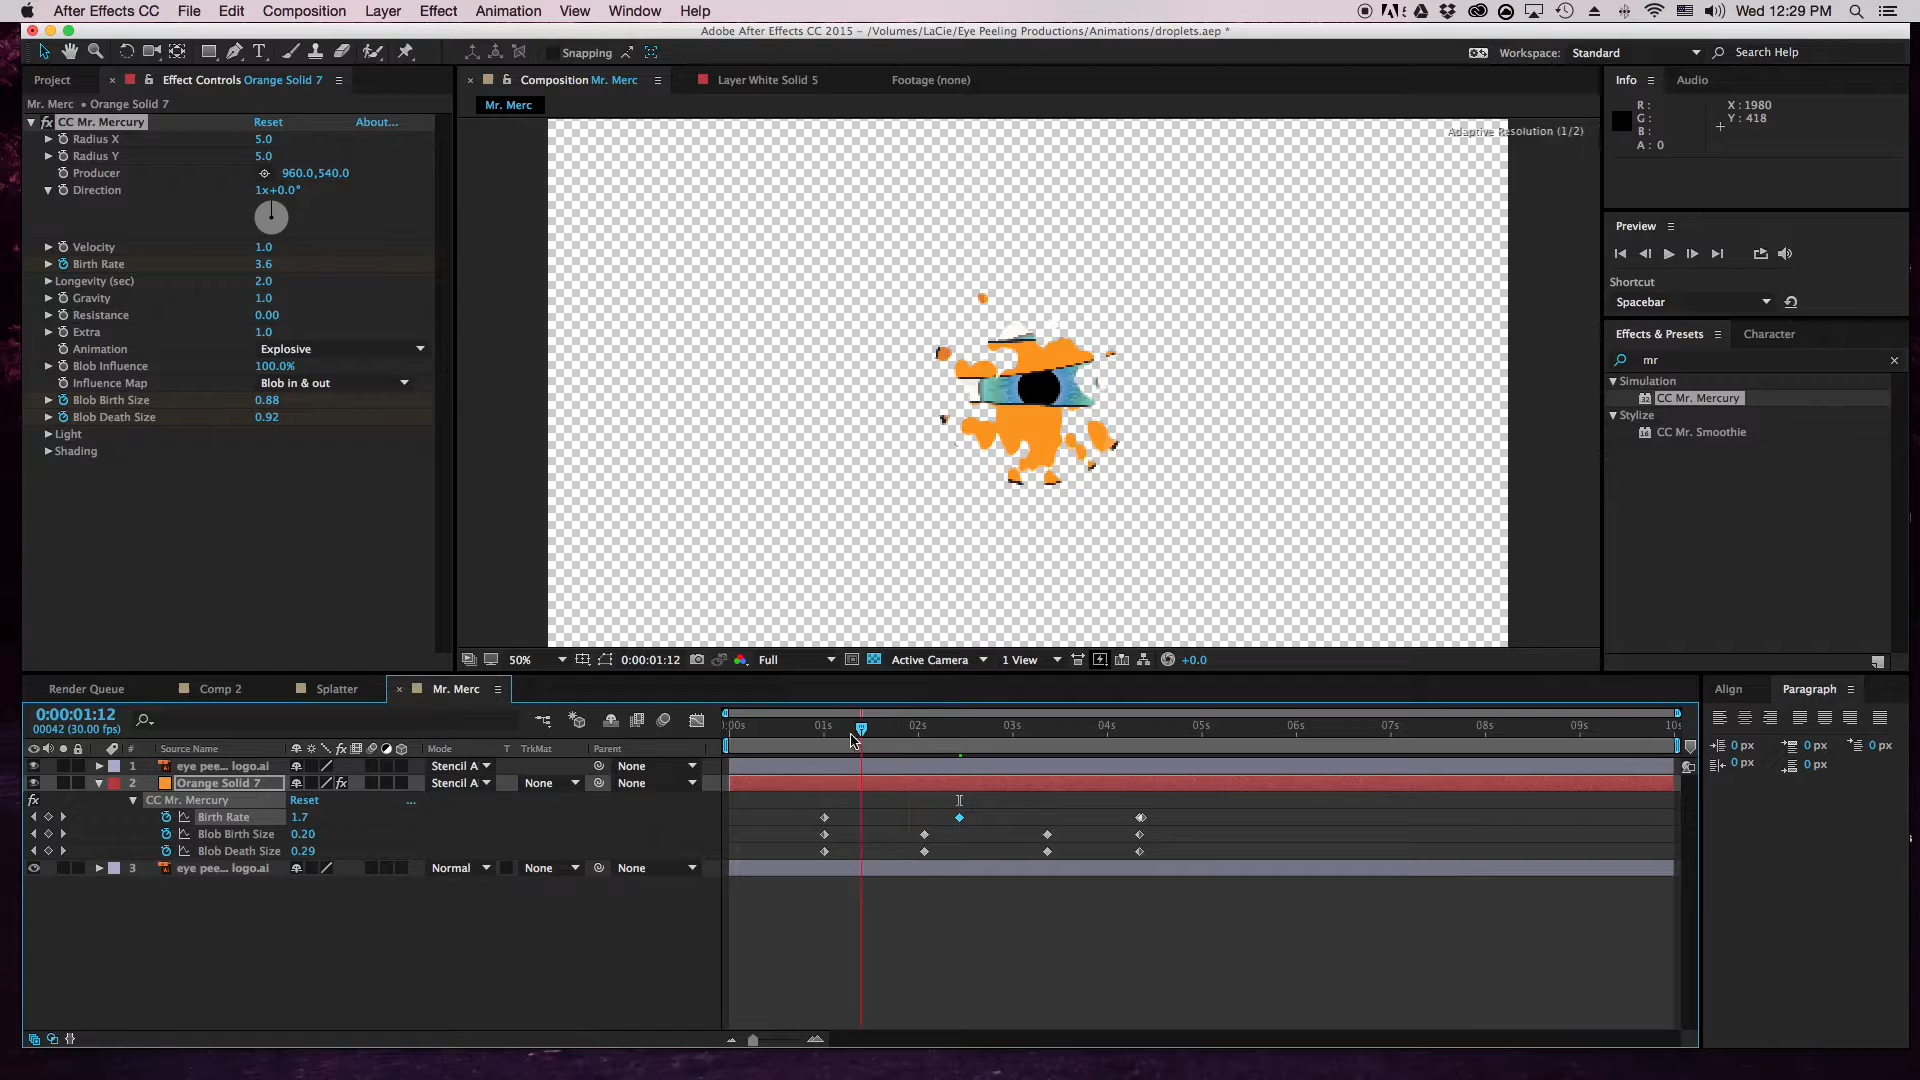 After Effects CC File Edit Composition Layer Effect Animation View Window Help Wed 12:29 PM
Adobe After Effects CC 2015 – /Volumes/LaCie/Eye Peeling Productions/Animations/droplets.aep *
Snapping Workspace: Standard Search Help
Project Effect Controls Orange Solid 7 Composition Mr. Merc Layer White Solid 5 Footage (none) Info Audio
Mr. Merc • Orange Solid 7 Mr. Merc
R : X : 1980
G : Y : 418
B :
A : 0
fx CC Mr. Mercury Reset About...
Adaptive Resolution (1/2)
Radius X 5.0
Radius Y 5.0
Producer 960.0,540.0
Direction 1x+0.0°
Velocity 1.0
Birth Rate 3.6
Longevity (sec) 2.0
Gravity 1.0
Resistance 0.00
Extra 1.0
Animation Explosive
Blob Influence 100.0%
Influence Map Blob in & out
Blob Birth Size 0.88
Blob Death Size 0.92
Light
Shading
Preview
Shortcut
Spacebar
Effects & Presets Character
mr
Simulation
CC Mr. Mercury
Stylize
CC Mr. Smoothie
50% 0:00:01:12 Full Active Camera 1 View +0.0
Render Queue Comp 2 Splatter Mr. Merc
Align Paragraph
0:00:01:12
00042 (30.00 fps)
:00s 01s 02s 03s 04s 05s 06s 07s 08s 09s 10s
# Source Name fx Mode T TrkMat Parent
1 eye pee... logo.ai Stencil A None
2 Orange Solid 7 fx Stencil A None None
fx CC Mr. Mercury Reset ...
Birth Rate 1.7
Blob Birth Size 0.20
Blob Death Size 0.29
3 eye pee... logo.ai Normal None None
0 px 0 px 0 px
0 px 0 px